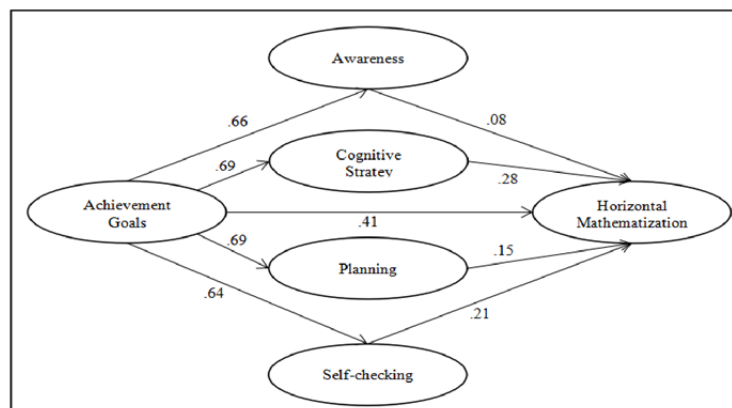 Awareness
.66
.08
.69
Cognitive
Stratev
.28
Achievement
Goals
.41
Horizontal
Mathematization
.69
Planning
.15
.64
.21
Self-checking